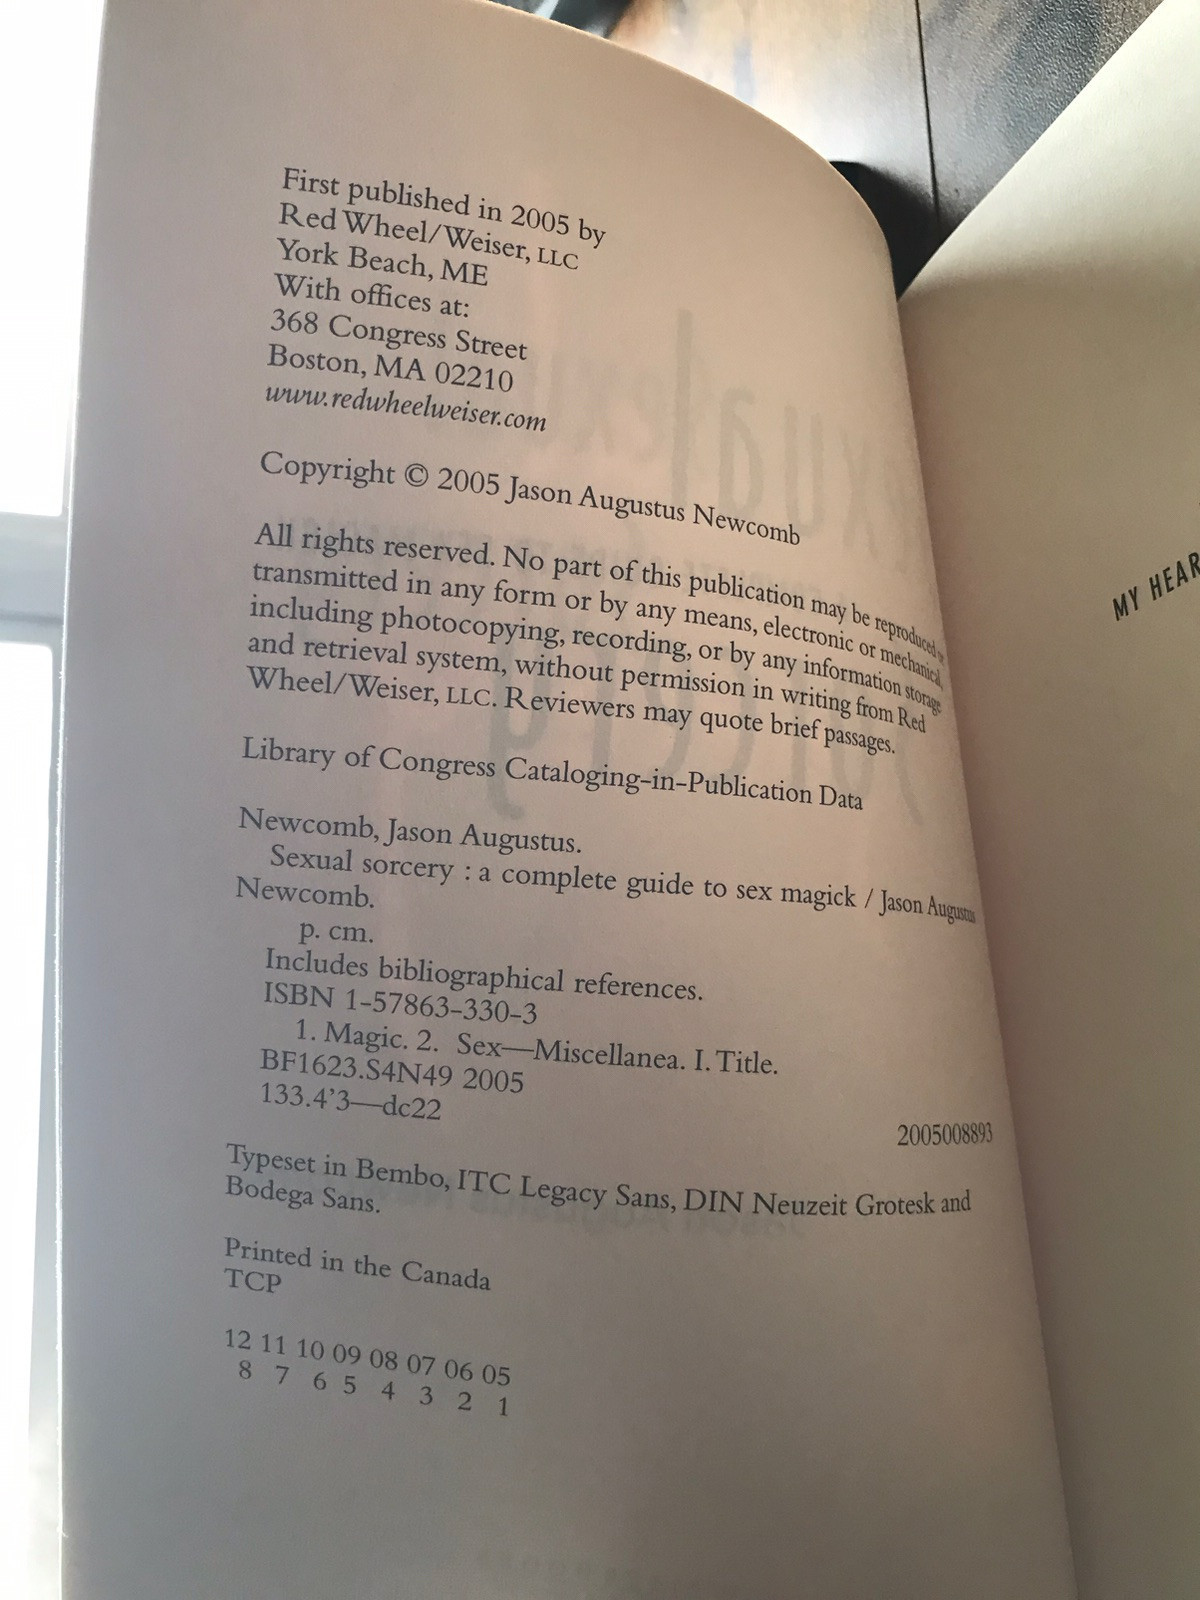 First published in 2005 by
Red Wheel/Weiser, LLC
York Beach, ME
With offices at:
368 Congress Street
Boston, MA 02210
www.redwheelweiser.com
Copyright © 2005 Jason Augustus Newcomb
All rights reserved. No part of this publication may be reproduced or
transmitted in any form or by any means, electronic or mechanical,
including photocopying, recording, or by any information storage
and retrieval system, without permission in writing from Red
Wheel/Weiser, LLC. Reviewers may quote brief passages.
Library of Congress Cataloging-in-Publication Data
Newcomb, Jason Augustus.
Sexual sorcery : a complete guide to sex magick / Jason Augustus
Newcomb.
p. cm.
Includes bibliographical references.
ISBN 1-57863-330-3
1. Magic. 2. Sex—Miscellanea. I. Title.
BF1623.S4N49 2005
133.4'3—dc22
2005008893
Typeset in Bembo, ITC Legacy Sans, DIN Neuzeit Grotesk and
Bodega Sans.
Printed in the Canada
TCP
12 11 10 09 08 07 06 05
8 7 6 5 4 3 2 1
MY HEAR